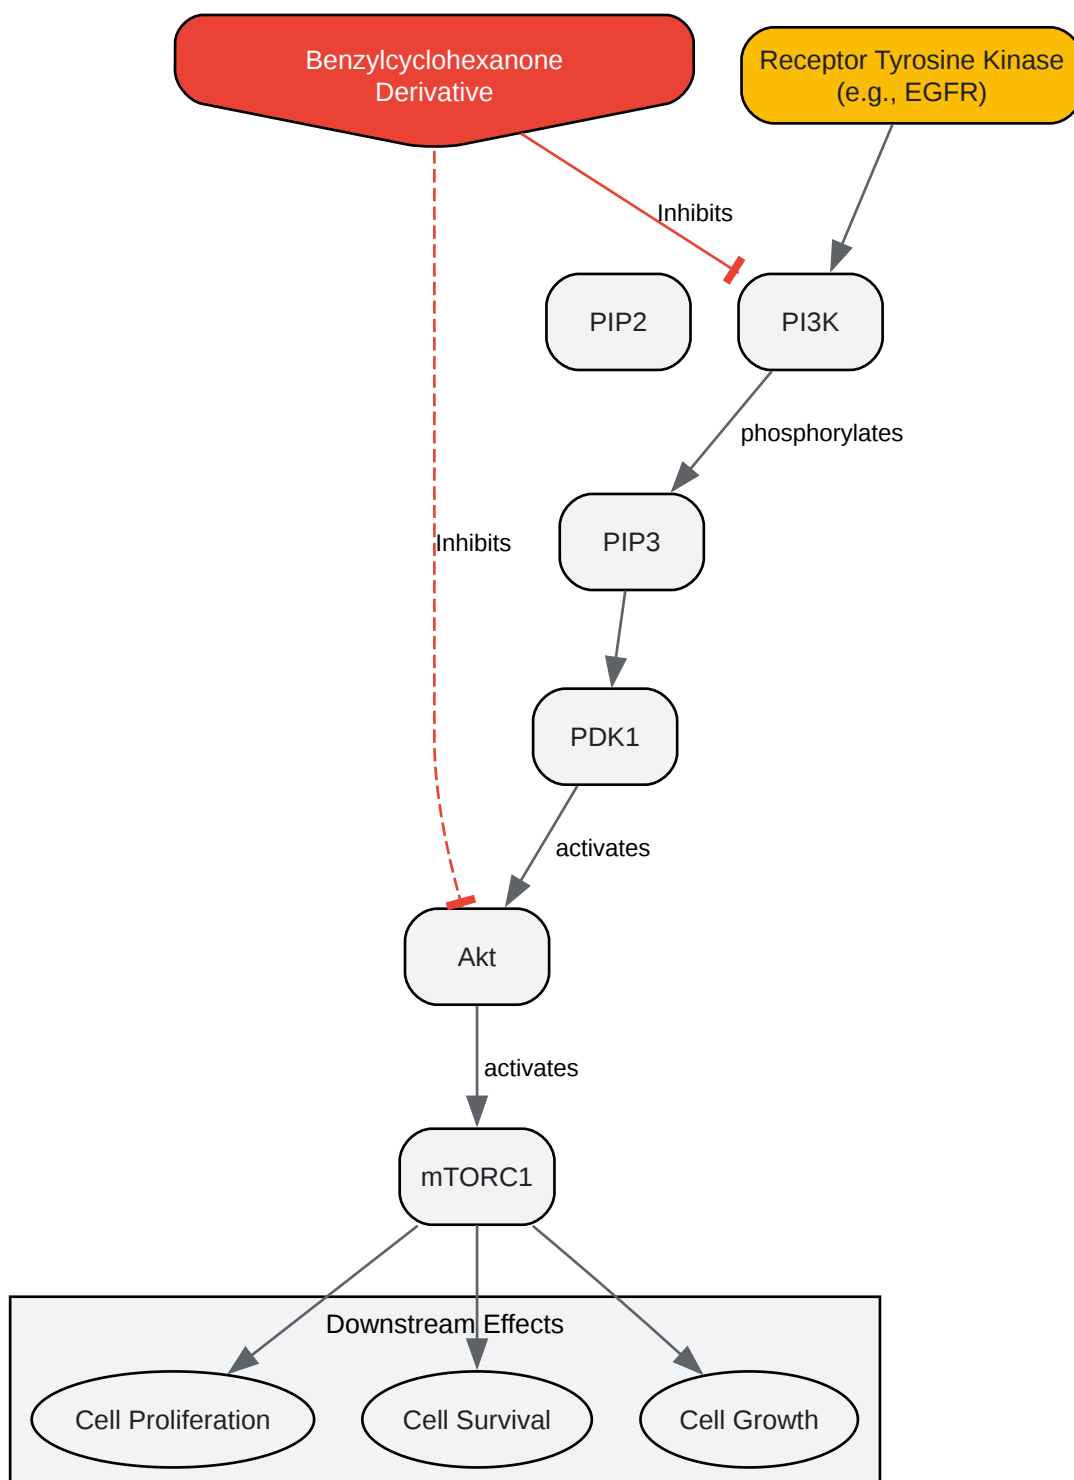 Benzylcyclohexanone
Derivative
Receptor Tyrosine Kinase
(e.g., EGFR)
Inhibits
PIP2
PI3K
phosphorylates
Inhibits
PIP3
PDK1
activates
Akt
activates
mTORC1
Downstream Effects
Cell Proliferation
Cell Survival
Cell Growth